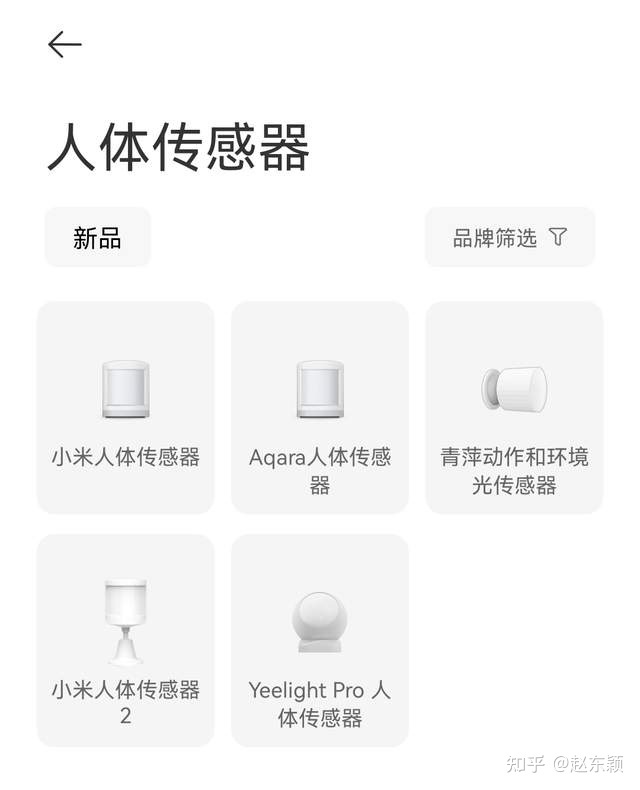 人体传感器
新品
品牌筛选
小米人体传感器
Aqara人体传感
器
青萍动作和环境
光传感器
小米人体传感器
2
Yeelight Pro 人
体传感器
知乎 @赵东颖